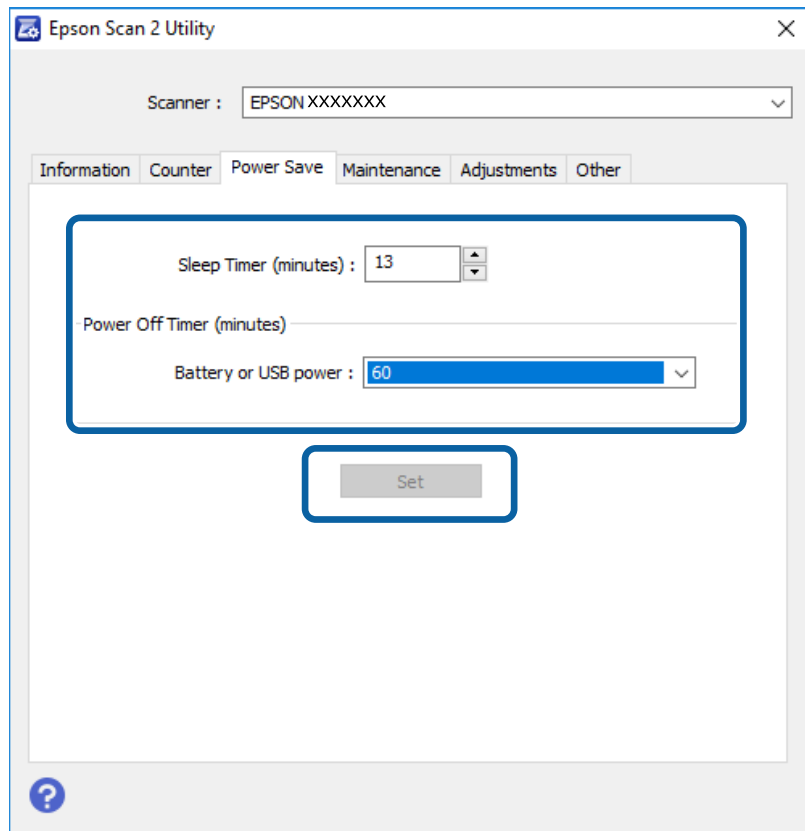 Epson Scan 2 Utility
Scanner : EPSON XXXXXXX
Information Counter Power Save Maintenance Adjustments Other
Sleep Timer (minutes) : 13
Power Off Timer (minutes)
Battery or USB power : 60
Set
?